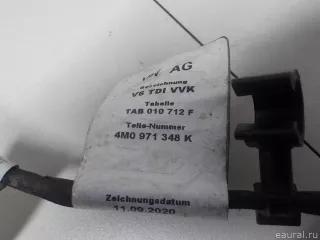 AG
Bezeichnung
V6 TDI VVK
Tabelle
TAB 010 712 F
Teile-Nummer
4M0 971 348 K
Zeichnungsdatum
11.09.2020
eaural.ru